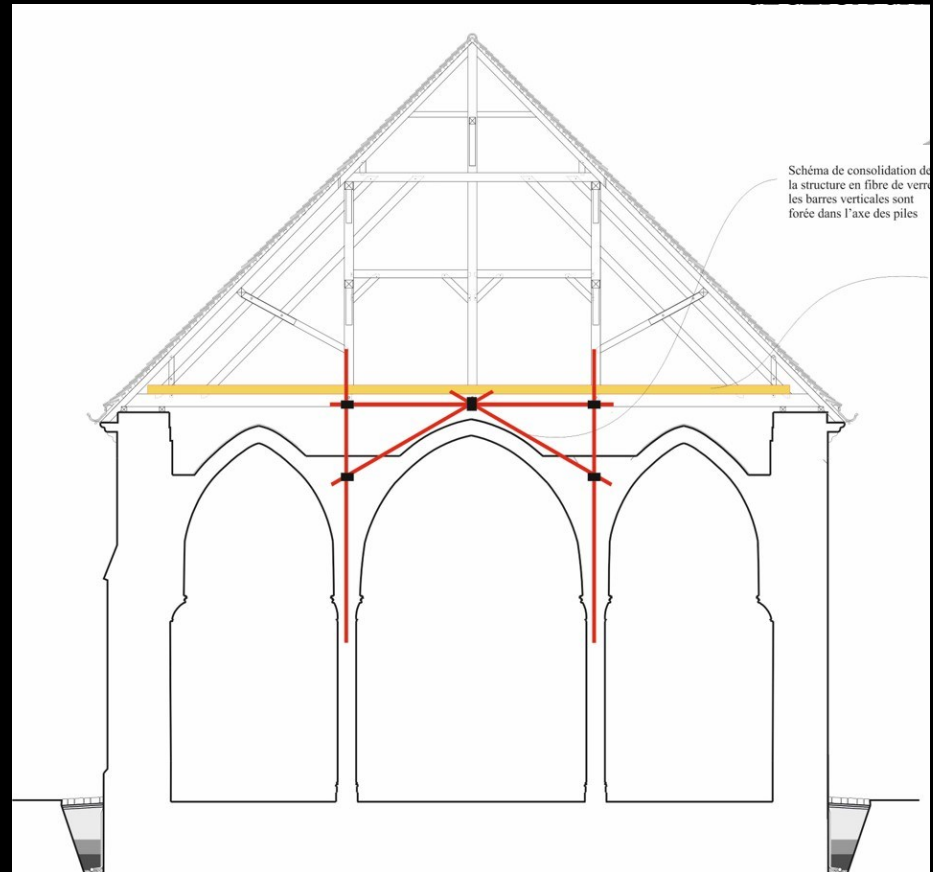 Schéma de consolidation de
la structure en fibre de verre
les barres verticales sont
forée dans l'axe des piles